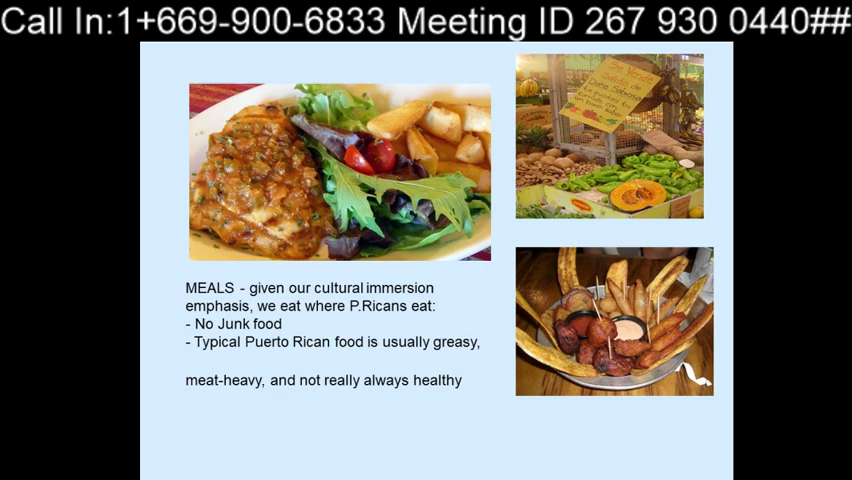 Call In:1+669-900-6833 Meeting ID 267 930 0440##
Se Vende
MEALS - given our cultural immersion
emphasis, we eat where P.Ricans eat:
- No Junk food
- Typical Puerto Rican food is usually greasy,
meat-heavy, and not really always healthy